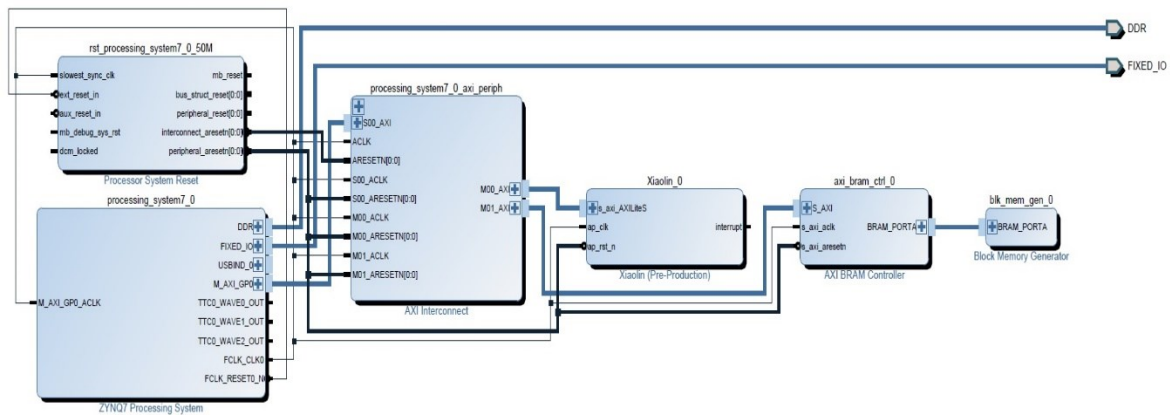 rst_processing_system7_0_50M
slowest_sync_clk
ext_reset_in
aux_reset_in
mb_debug_sys_rst
dcm_locked
mb_reset
bus_struct_reset[0:0]
peripheral_reset[0:0]
interconnect_aresetn[0:0]
peripheral_aresetn[0:0]
Processor System Reset
processing_system7_0
M_AXI_GP0_ACLK
DDR
FIXED_IO
USBIND_0
M_AXI_GP0
TTC0_WAVE0_OUT
TTC0_WAVE1_OUT
TTC0_WAVE2_OUT
FCLK_CLK0
FCLK_RESET0_N
ZYNQ7 Processing System
processing_system7_0_axi_periph
S00_AXI
ACLK
ARESETN[0:0]
S00_ACLK
S00_ARESETN[0:0]
M00_ACLK
M00_ARESETN[0:0]
M01_ACLK
M01_ARESETN[0:0]
M00_AXI
M01_AXI
AXI Interconnect
Xiaolin_0
s_axi_AXILiteS
ap_clk
ap_rst_n
interrupt
Xiaolin (Pre-Production)
axi_bram_ctrl_0
S_AXI
s_axi_aclk
s_axi_aresetn
BRAM_PORTA
AXI BRAM Controller
blk_mem_gen_0
BRAM_PORTA
Block Memory Generator
DDR
FIXED_IO